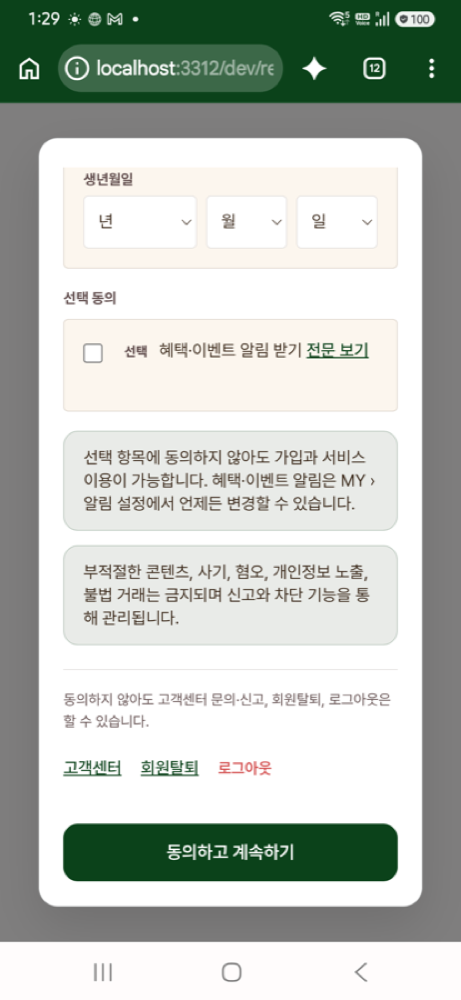 1:29
HD
Voice
100
localhost:3312/dev/re
12
생년월일
년 월 일
선택 동의
선택 혜택·이벤트 알림 받기 전문 보기
선택 항목에 동의하지 않아도 가입과 서비스
이용이 가능합니다. 혜택·이벤트 알림은 MY ›
알림 설정에서 언제든 변경할 수 있습니다.
부적절한 콘텐츠, 사기, 혐오, 개인정보 노출,
불법 거래는 금지되며 신고와 차단 기능을 통
해 관리됩니다.
동의하지 않아도 고객센터 문의·신고, 회원탈퇴, 로그아웃은
할 수 있습니다.
고객센터 회원탈퇴 로그아웃
동의하고 계속하기